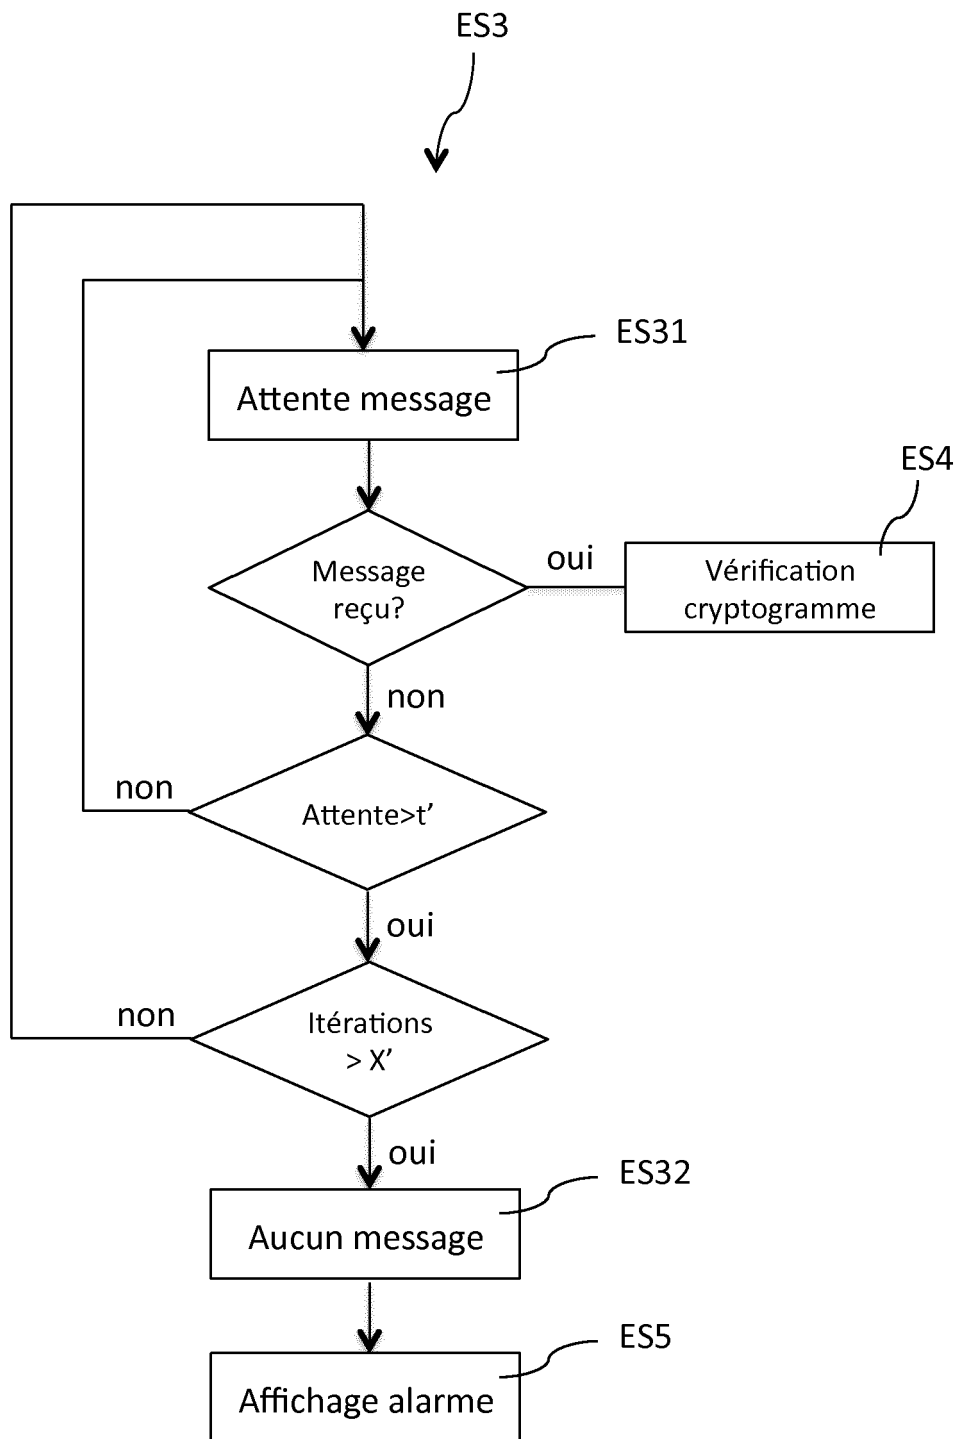 ES3
ES31
Attente message
ES4
Message
reçu?
oui
Vérification
cryptogramme
non
non
Attente>t’
oui
non
Itérations
> X’
oui
ES32
Aucun message
ES5
Affichage alarme